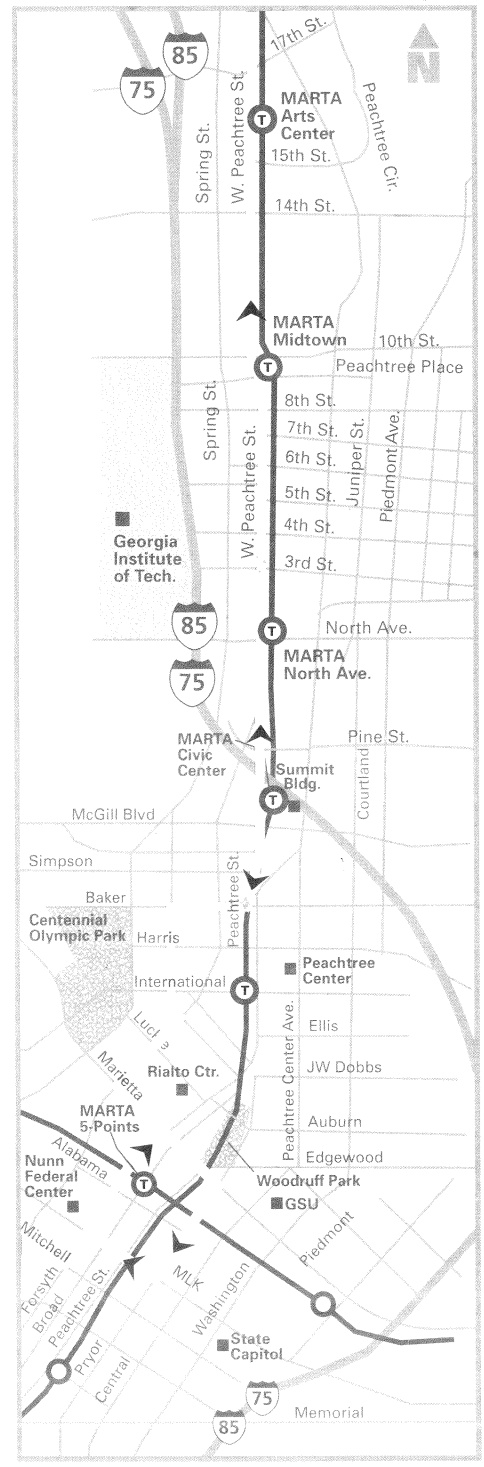 17th St.
N
85
75
MARTA
Arts
Center
Peachtree Cir.
Spring St.
W. Peachtree St.
15th St.
14th St.
MARTA
Midtown
10th St.
Peachtree Place
8th St.
7th St.
6th St.
5th St.
4th St.
3rd St.
Spring St.
W. Peachtree St.
Juniper St.
Piedmont Ave.
Georgia
Institute
of Tech.
85
75
North Ave.
MARTA
North Ave.
MARTA
Civic
Center
Pine St.
Summit
Bldg.
Courtland
McGill Blvd
Simpson
Peachtree St.
Baker
Centennial
Olympic Park
Harris
Peachtree
Center
International
Peachtree Center Ave.
Ellis
Marietta
Rialto Ctr.
JW Dobbs
MARTA
5-Points
Auburn
Edgewood
Alabama
Nunn
Federal
Center
Woodruff Park
GSU
Mitchell
Forsyth
Broad
Peachtree St.
MLK
Washington
Piedmont
Pryor
Central
State
Capitol
75
85
Memorial
T
T
T
T
T
T